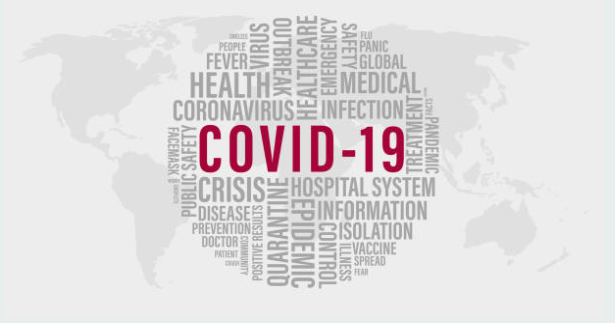 PEOPLE
FEVER
VIRUS
OUTBREAK
HEALTHCARE
EMERGENCY
SAFETY
FLU
PANIC
GLOBAL
HEALTH
MEDICAL
CORONAVIRUS
INFECTION
TREATMENT
PANDEMIC
FACEMASK
PUBLIC SAFETY
COVID-19
CRISIS
HOSPITAL SYSTEM
DISEASE
PREVENTION
DOCTOR
PATIENT
COMMUNITY
POSITIVE RESULTS
QUARANTINE
EPIDEMIC
INFORMATION
CONTROL
ISOLATION
ILLNESS
VACCINE
SPREAD
FEAR